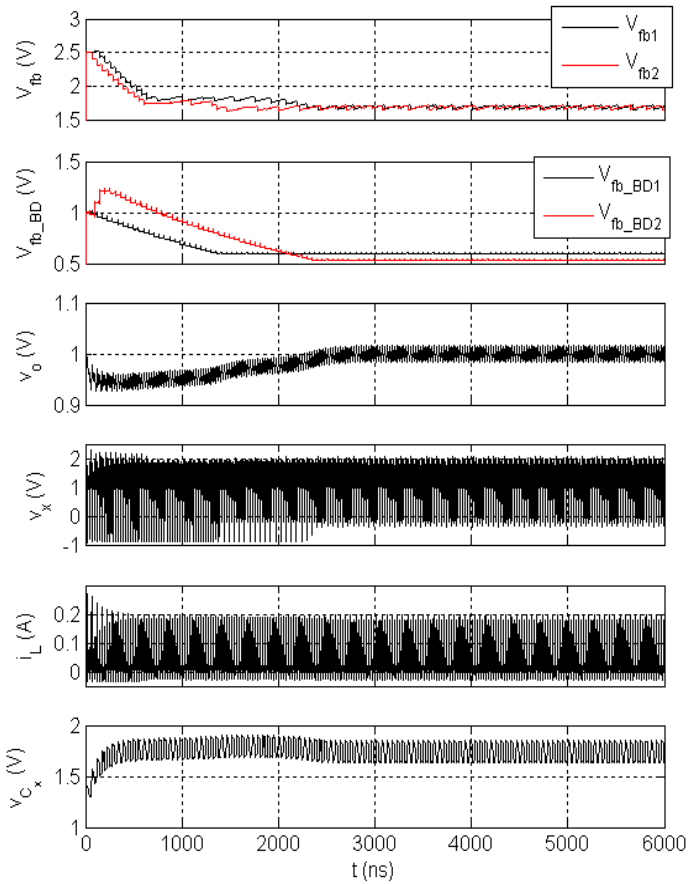 3
2.5
2
1.5
V_fb (V)
V_fb1
V_fb2
1.5
1
0.5
V_fb_BD (V)
V_fb_BD1
V_fb_BD2
1.1
1
0.9
v_o (V)
2
1
0
-1
v_x (V)
0.2
0.1
0
i_L (A)
2
1.5
1
v_C_x (V)
0 1000 2000 3000 4000 5000 6000
t (ns)